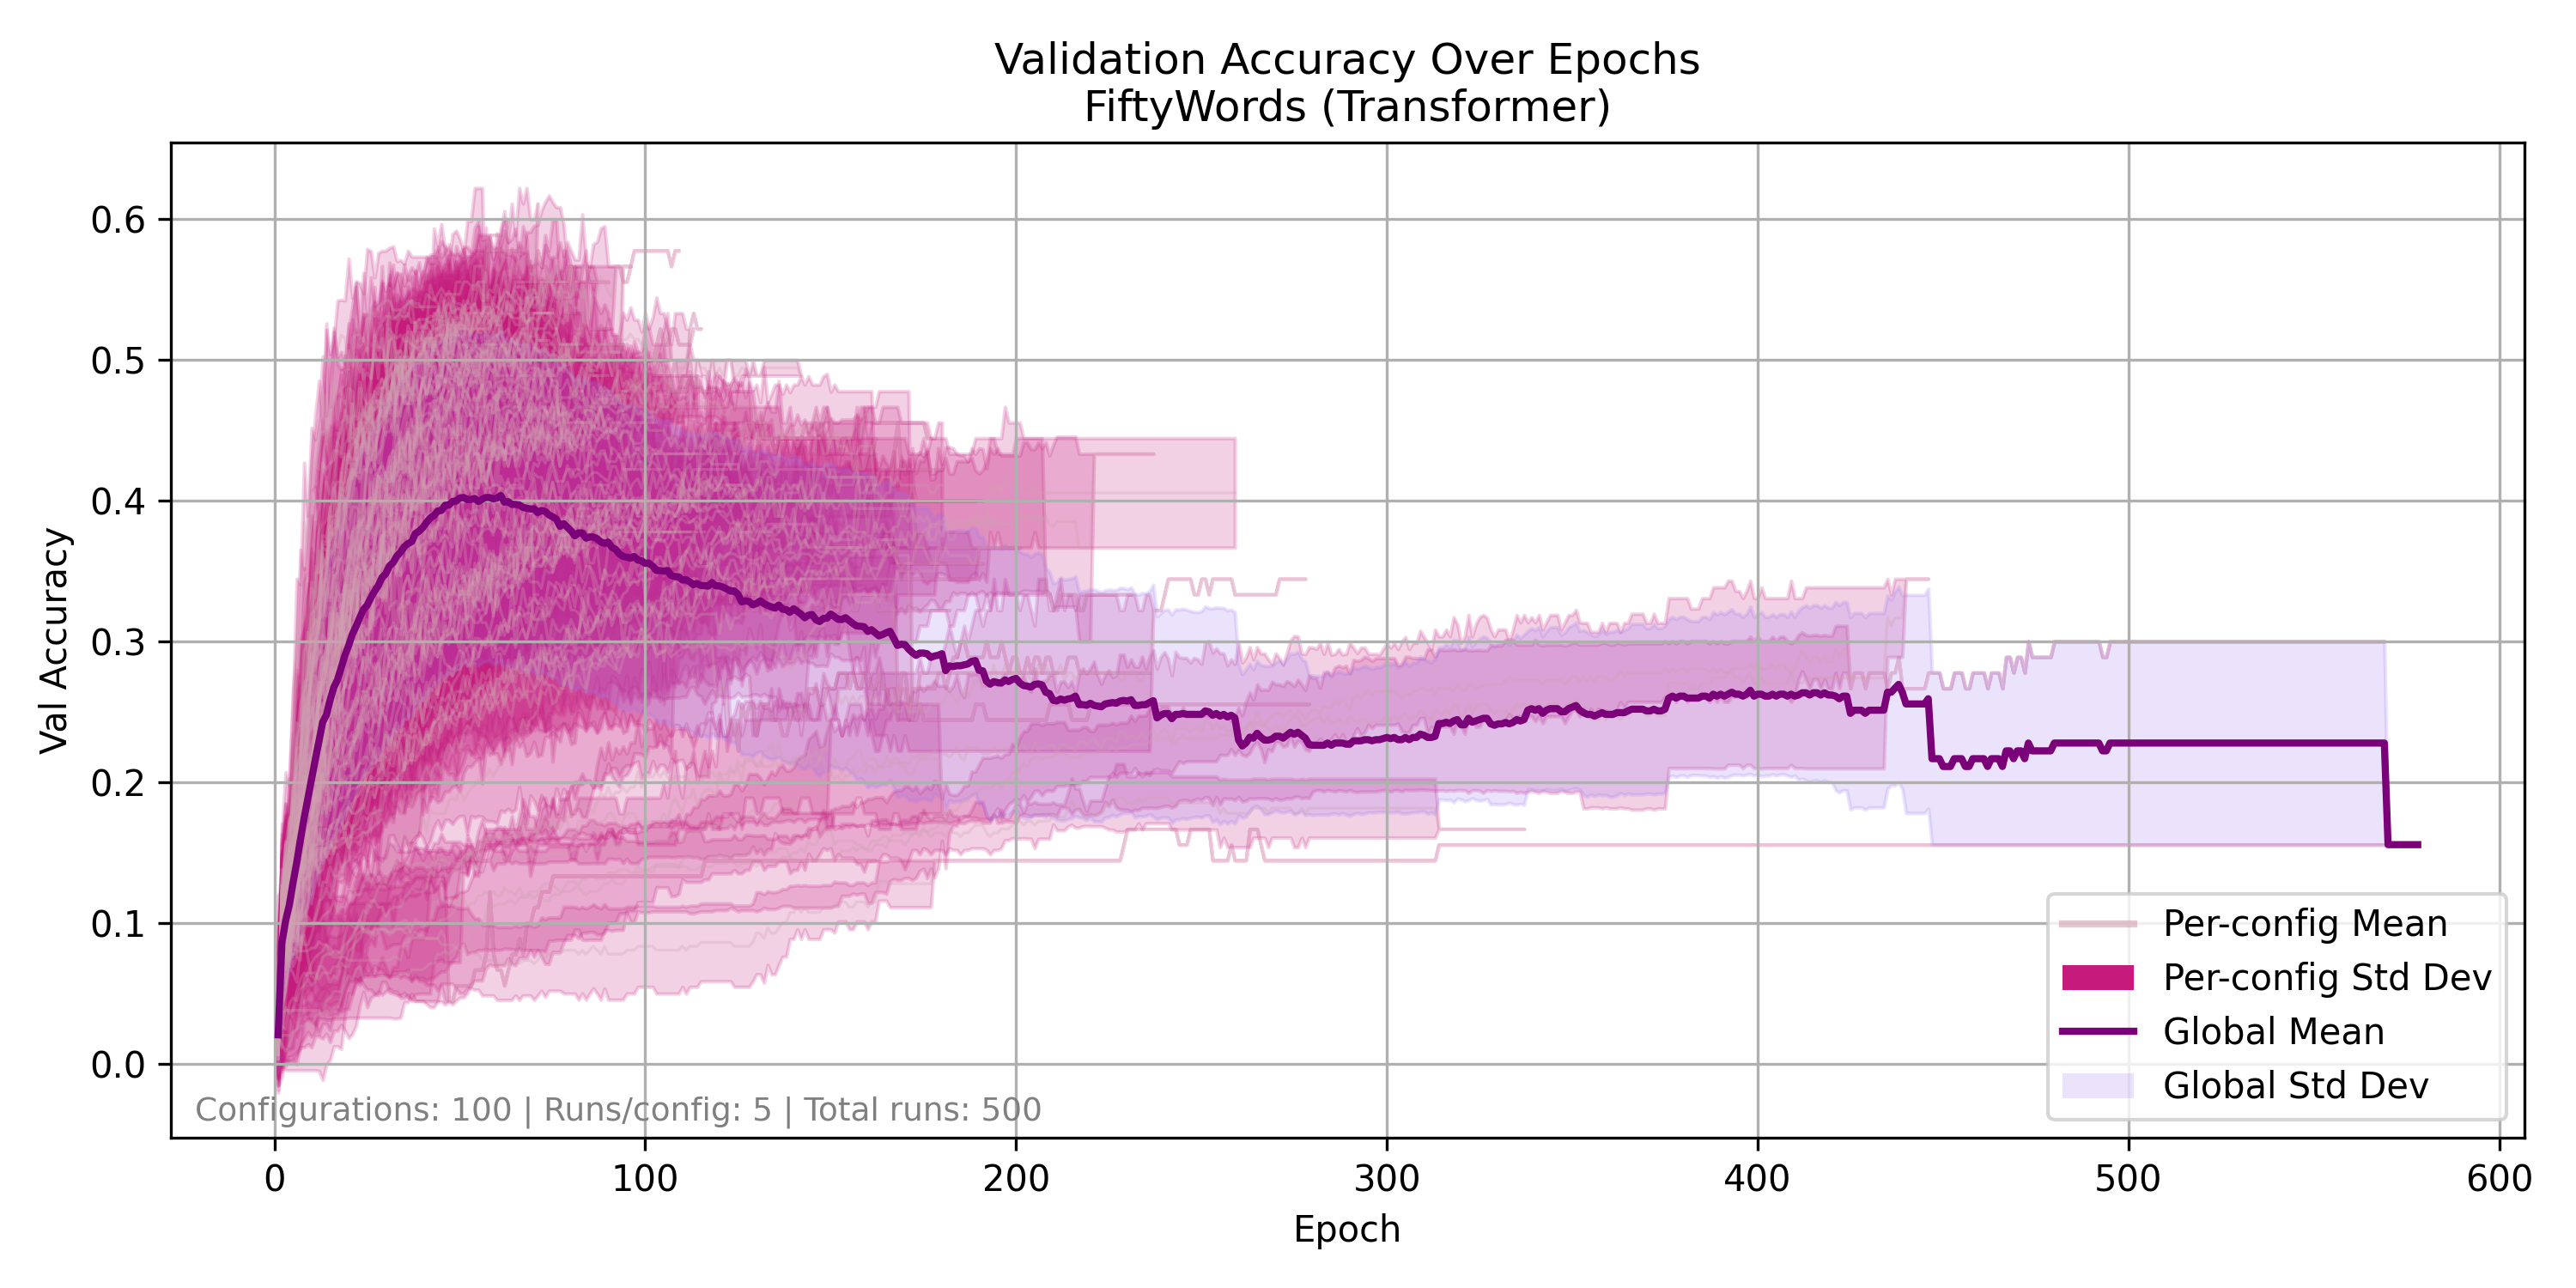 Validation Accuracy Over Epochs
FiftyWords (Transformer)
Val Accuracy
0.6
0.5
0.4
0.3
0.2
0.1
0.0
Per-config Mean
Per-config Std Dev
Global Mean
Global Std Dev
Configurations: 100 | Runs/config: 5 | Total runs: 500
0 100 200 300 400 500 600
Epoch